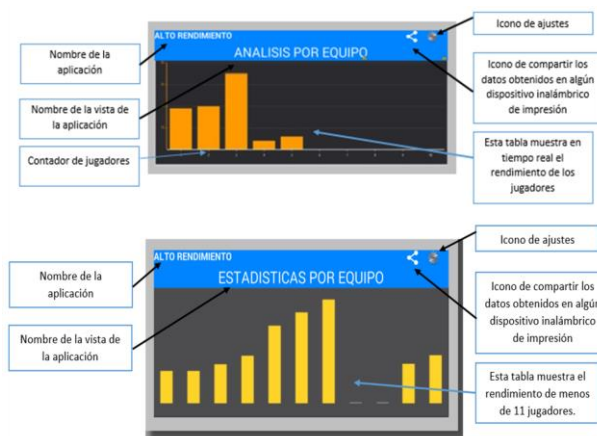 Nombre de la
aplicación
Nombre de la vista de
la aplicación
Contador de jugadores
ALTO RENDIMIENTO
ANALISIS POR EQUIPO
Icono de ajustes
Icono de compartir los
datos obtenidos en algún
dispositivo inalámbrico
de impresión
Esta tabla muestra en
tiempo real el
rendimiento de los
jugadores
Nombre de la
aplicación
Nombre de la vista de
la aplicación
ALTO RENDIMIENTO
ESTADISTICAS POR EQUIPO
Icono de ajustes
Icono de compartir los
datos obtenidos en algún
dispositivo inalámbrico
de impresión
Esta tabla muestra el
rendimiento de menos
de 11 jugadores.